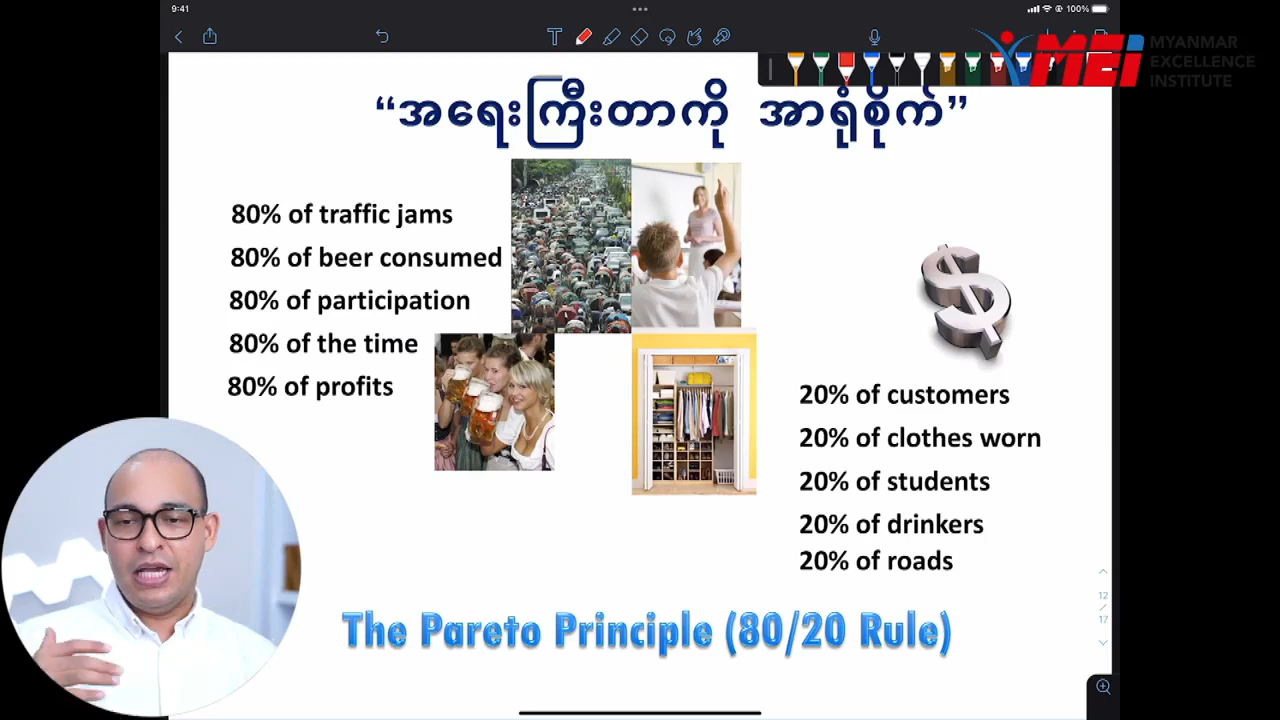 9:41
100%
MEI
MYANMAR
EXCELLENCE
INSTITUTE
“အရေးကြီးတာကို အာရုံစိုက်”
80% of traffic jams
80% of beer consumed
80% of participation
80% of the time
80% of profits
20% of customers
20% of clothes worn
20% of students
20% of drinkers
20% of roads
12
/
17
The Pareto Principle (80/20 Rule)